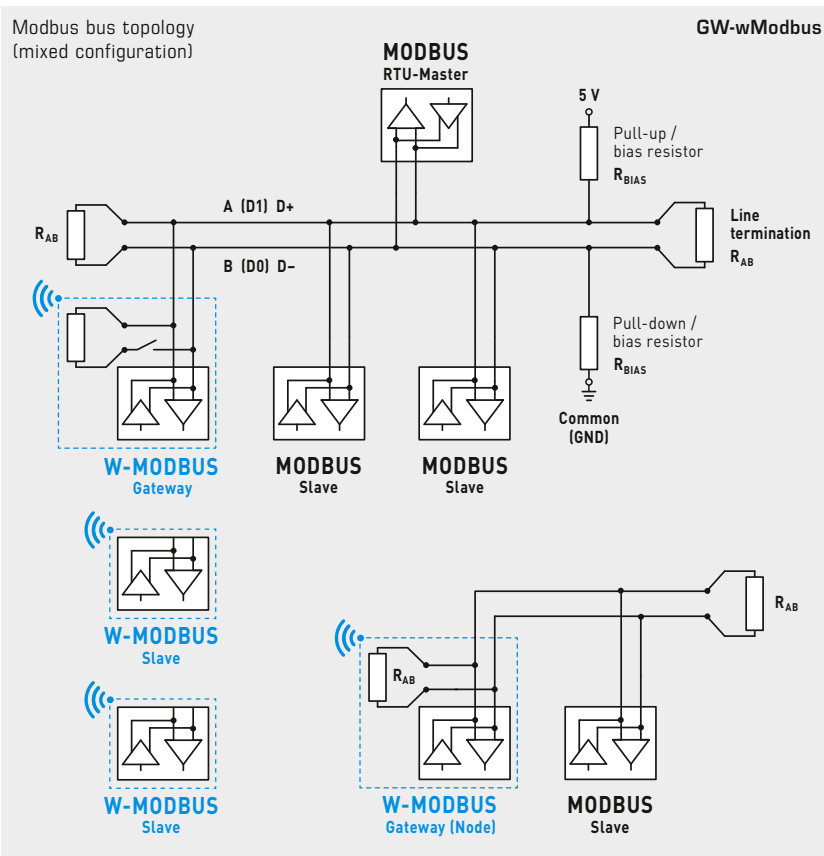 Modbus bus topology
(mixed configuration)
GW-wModbus
MODBUS
RTU-Master
5 V
Pull-up /
bias resistor
RBIAS
A (D1) D+
RAB
B (D0) D–
Line
termination
RAB
Pull-down /
bias resistor
RBIAS
Common
(GND)
W-MODBUS
Gateway
MODBUS
Slave
MODBUS
Slave
W-MODBUS
Slave
RAB
RAB
W-MODBUS
Slave
W-MODBUS
Gateway (Node)
MODBUS
Slave